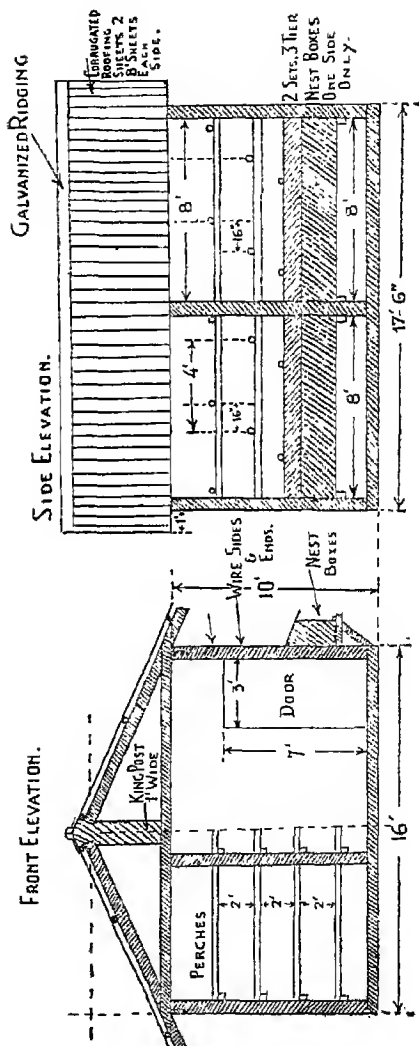 FRONT ELEVATION.
KING POST
1' WIDE
PERCHES
2'
2'
2'
7'
3'
DOOR
WIRE SIDES
&
ENDS.
10'
NEST
BOXES
16'
SIDE ELEVATION.
GALVANIZED RIDGING
CORRUGATED
ROOFING
SHEETS 2
8' SHEETS
EACH
SIDE.
1'
4'
16"
8'
16"
2 SETS. 3 TIER
NEST BOXES
ONE SIDE
ONLY.
8'
8'
17'-6"